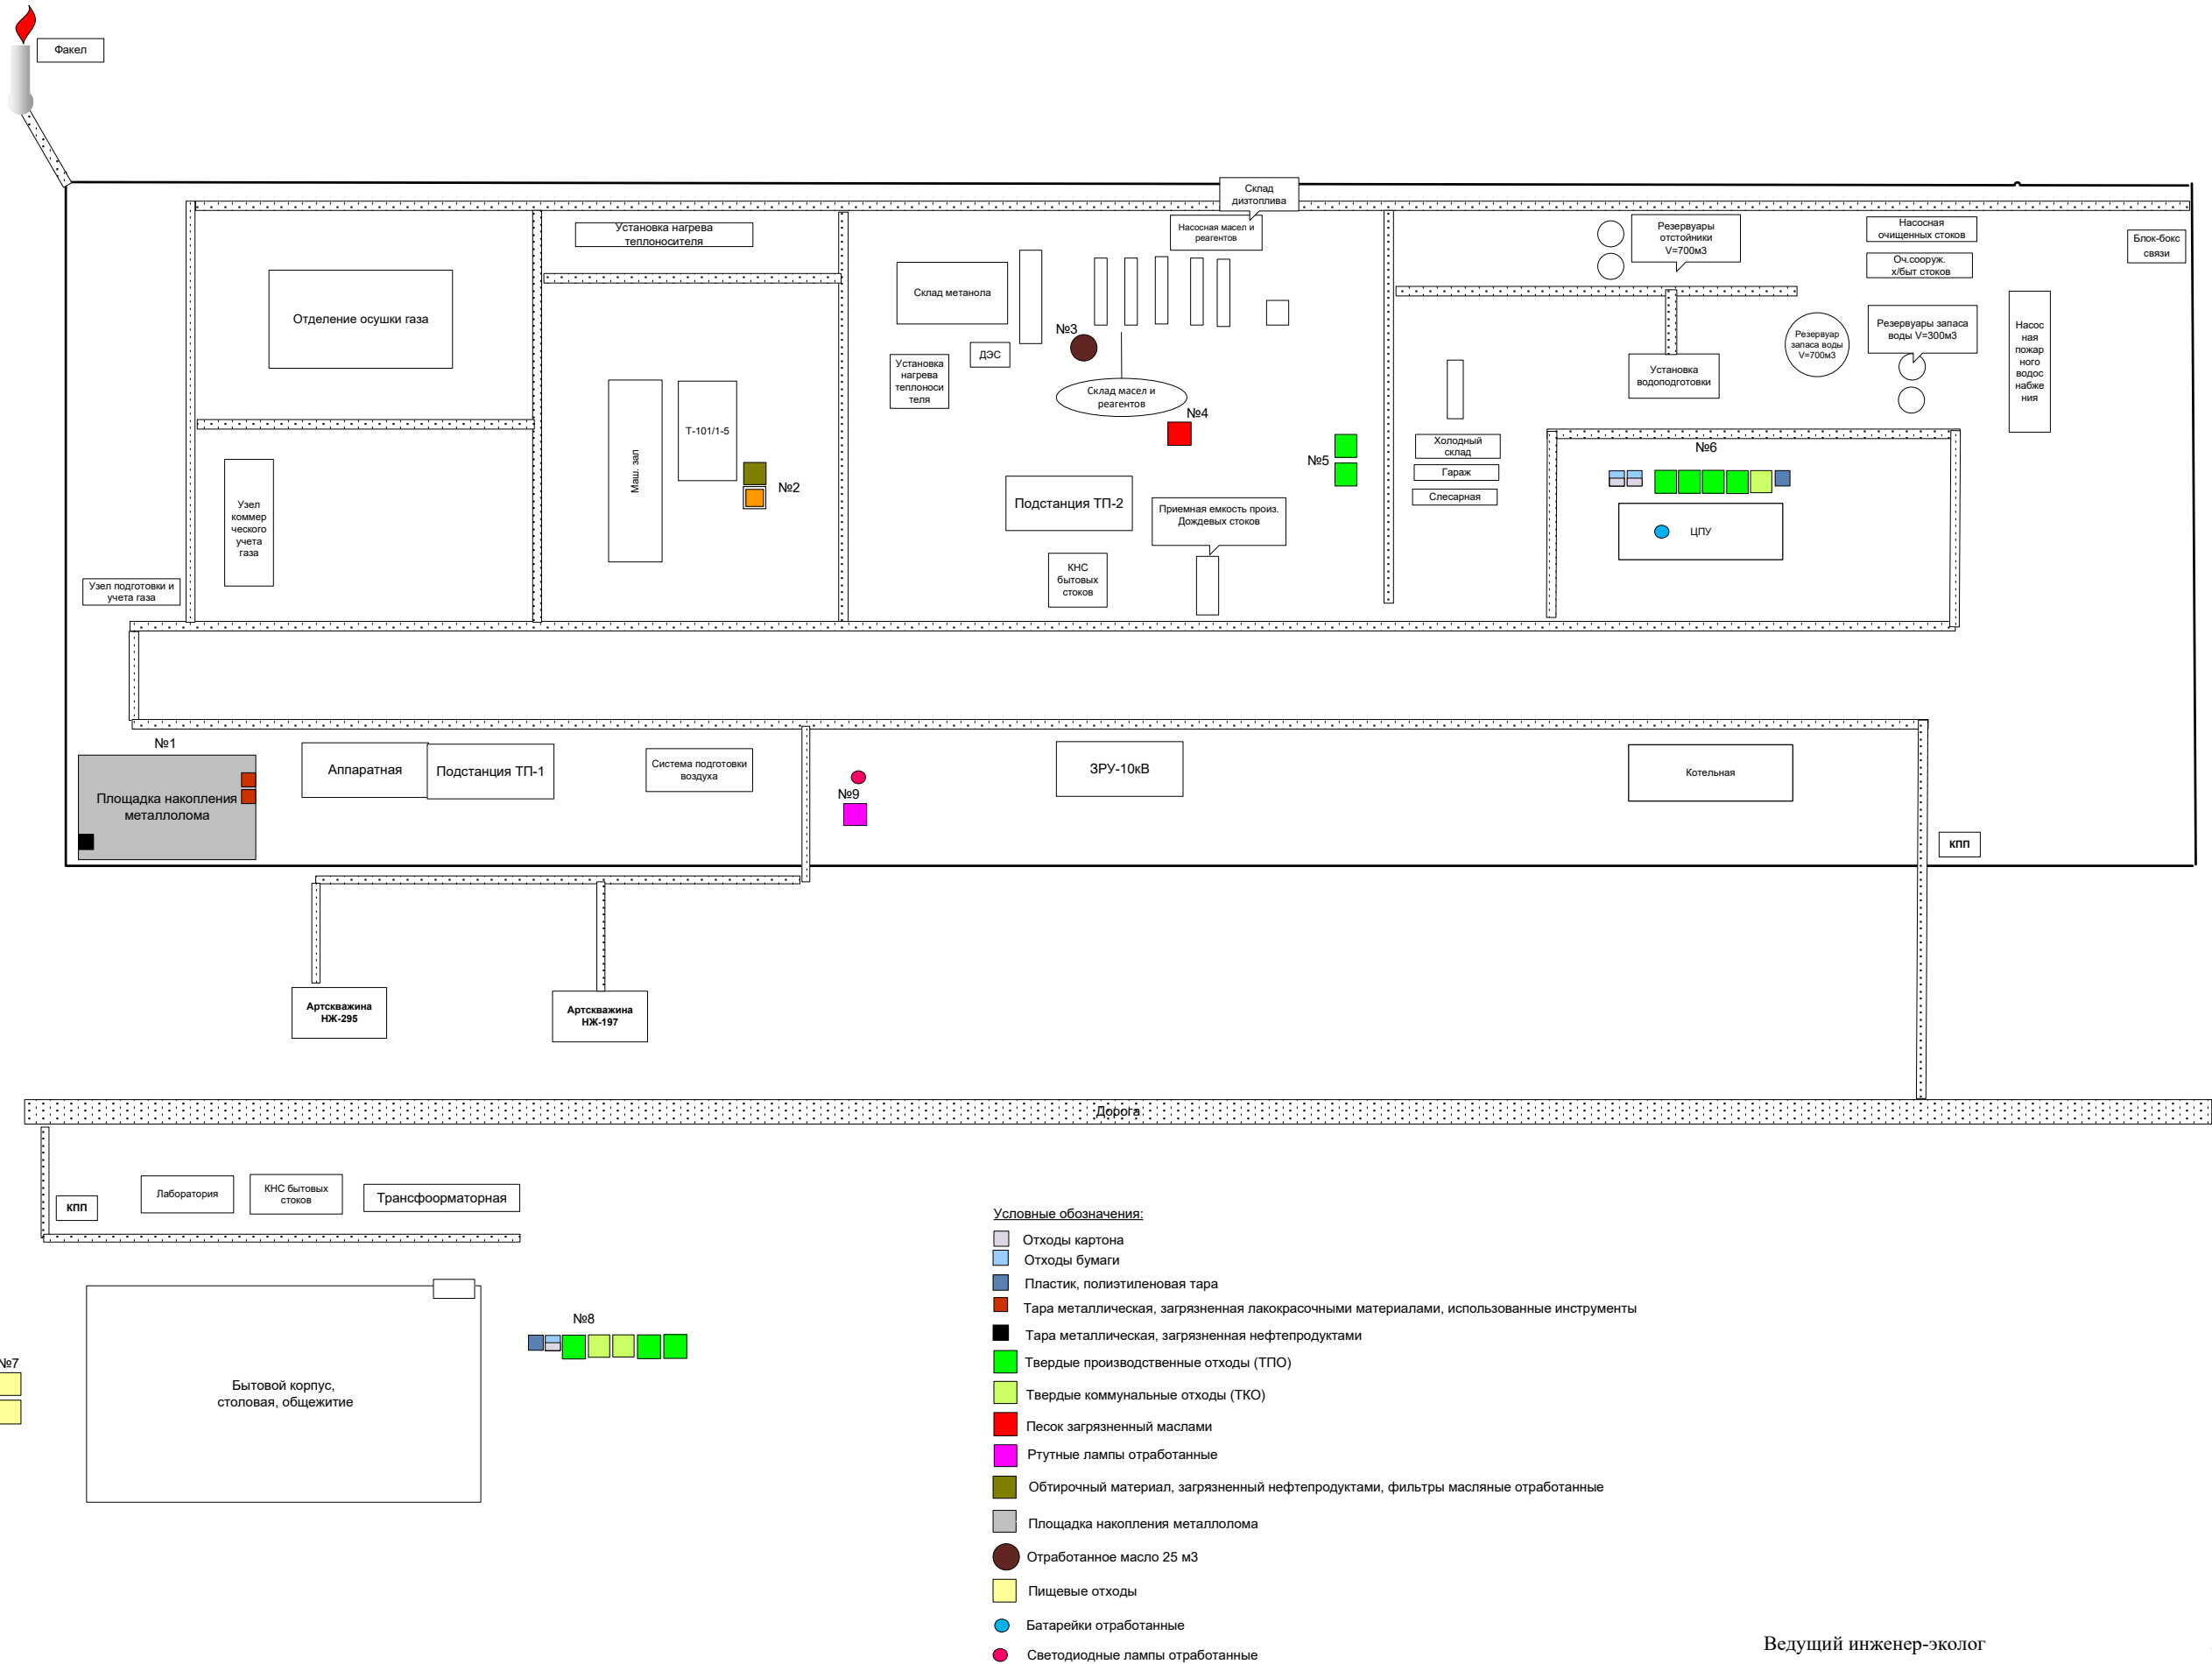 Факел
Склад
дизтоплива
Установка нагрева
теплоносителя
Насосная масел и
реагентов
Резервуары
отстойники
V=700м3
Насосная
очищенных стоков
Блок-бокс
связи
Оч.сооруж.
х/быт стоков
Отделение осушки газа
Склад метанола
№3
ДЭС
Установка
нагрева
теплоноси
теля
Склад масел и
реагентов
№4
Резервуар
запаса воды
V=700м3
Резервуары запаса
воды V=300м3
Насос
ная
пожар
ного
водос
набже
ния
Установка
водоподготовки
Т-101/1-5
Маш. зал
№2
№5
Холодный
склад
Гараж
Слесарная
№6
Узел
коммер
ческого
учета
газа
Подстанция ТП-2
Приемная емкость произ.
Дождевых стоков
ЦПУ
КНС
бытовых
стоков
Узел подготовки и
учета газа
№1
Площадка накопления
металлолома
Аппаратная
Подстанция ТП-1
Система подготовки
воздуха
№9
ЗРУ-10кВ
Котельная
КПП
Артскважина
НЖ-295
Артскважина
НЖ-197
Дорога
КПП
Лаборатория
КНС бытовых
стоков
Трансфоорматорная
№7
Бытовой корпус,
столовая, общежитие
№8
Условные обозначения:
Отходы картона
Отходы бумаги
Пластик, полиэтиленовая тара
Тара металлическая, загрязненная лакокрасочными материалами, использованные инструменты
Тара металлическая, загрязненная нефтепродуктами
Твердые производственные отходы (ТПО)
Твердые коммунальные отходы (ТКО)
Песок загрязненный маслами
Ртутные лампы отработанные
Обтирочный материал, загрязненный нефтепродуктами, фильтры масляные отработанные
Площадка накопления металлолома
Отработанное масло 25 м3
Пищевые отходы
Батарейки отработанные
Светодиодные лампы отработанные
Ведущий инженер-эколог